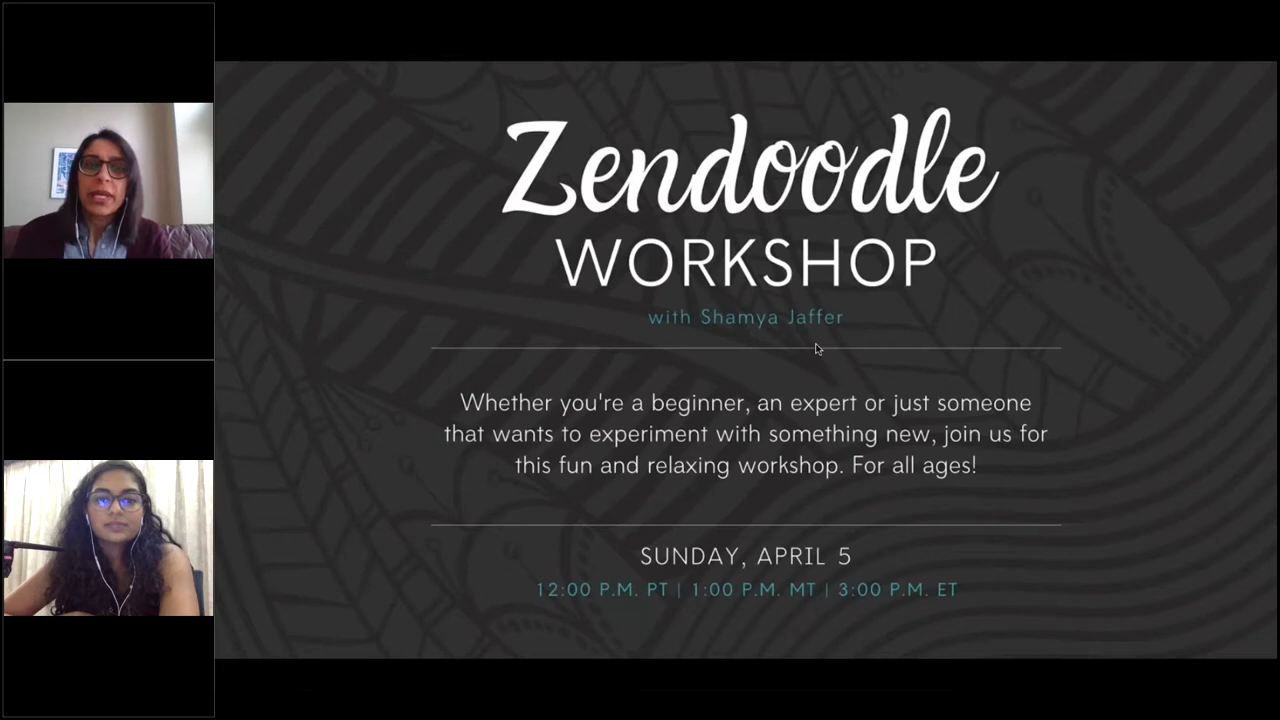 Zendoodle
WORKSHOP
with Shamya Jaffer
Whether you're a beginner, an expert or just someone
that wants to experiment with something new, join us for
this fun and relaxing workshop. For all ages!
SUNDAY, APRIL 5
12:00 P.M. PT | 1:00 P.M. MT | 3:00 P.M. ET